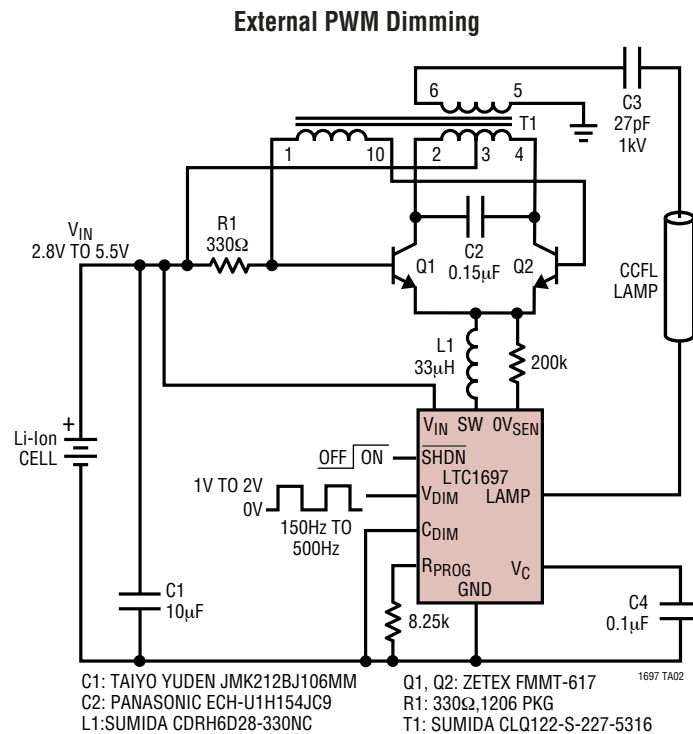 External PWM Dimming
6
5
C3
27pF
1kV
T1
1
10
2
3
4
VIN
2.8V TO 5.5V
R1
330Ω
Q1
C2
0.15µF
Q2
CCFL
LAMP
L1
33µH
200k
+
Li-Ion
CELL
VIN
SW
0VSEN
OFF
ON
SHDN
LTC1697
1V TO 2V
0V
VDIM
LAMP
150Hz TO
500Hz
CDIM
RPROG
VC
GND
C1
10µF
8.25k
C4
0.1µF
1697 TA02
C1: TAIYO YUDEN JMK212BJ106MM
C2: PANASONIC ECH-U1H154JC9
L1:SUMIDA CDRH6D28-330NC
Q1, Q2: ZETEX FMMT-617
R1: 330Ω,1206 PKG
T1: SUMIDA CLQ122-S-227-5316